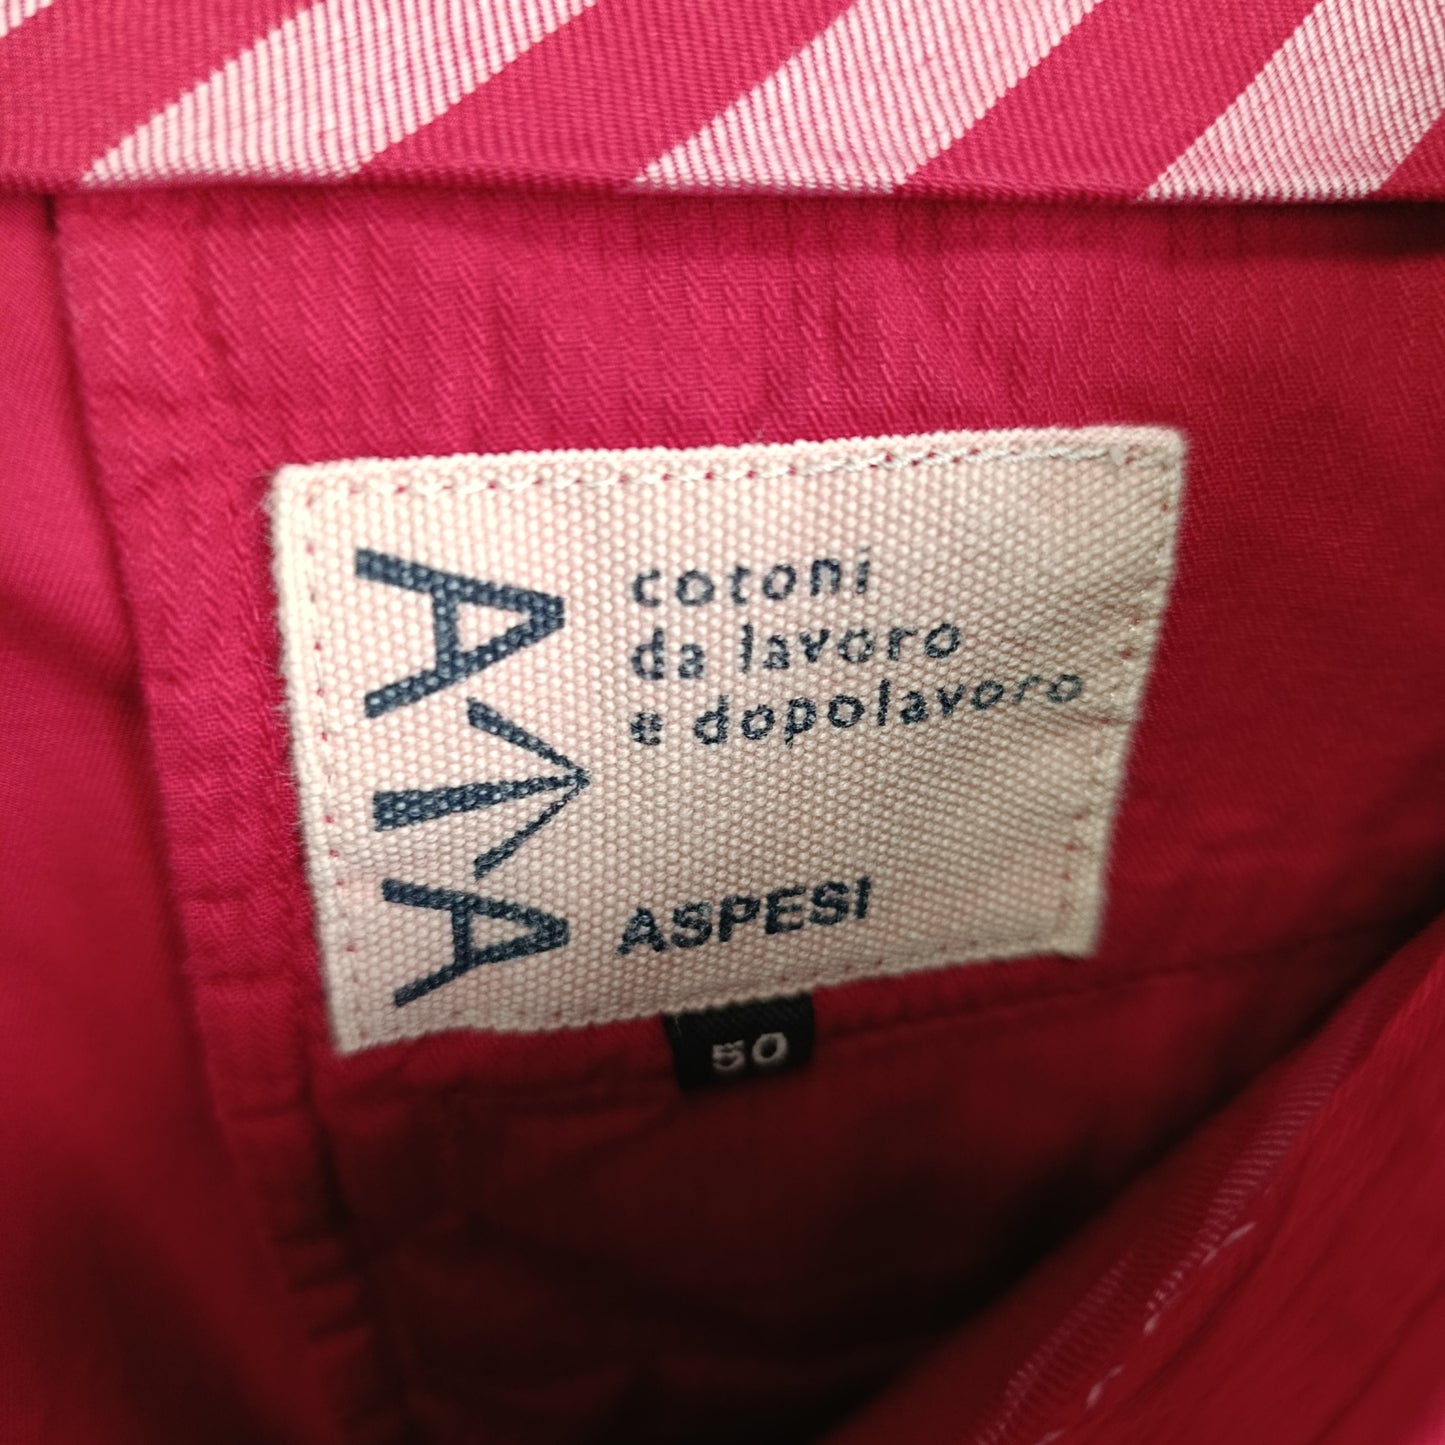 cotoni
da lavoro
e dopolavoro
ASPESI
50